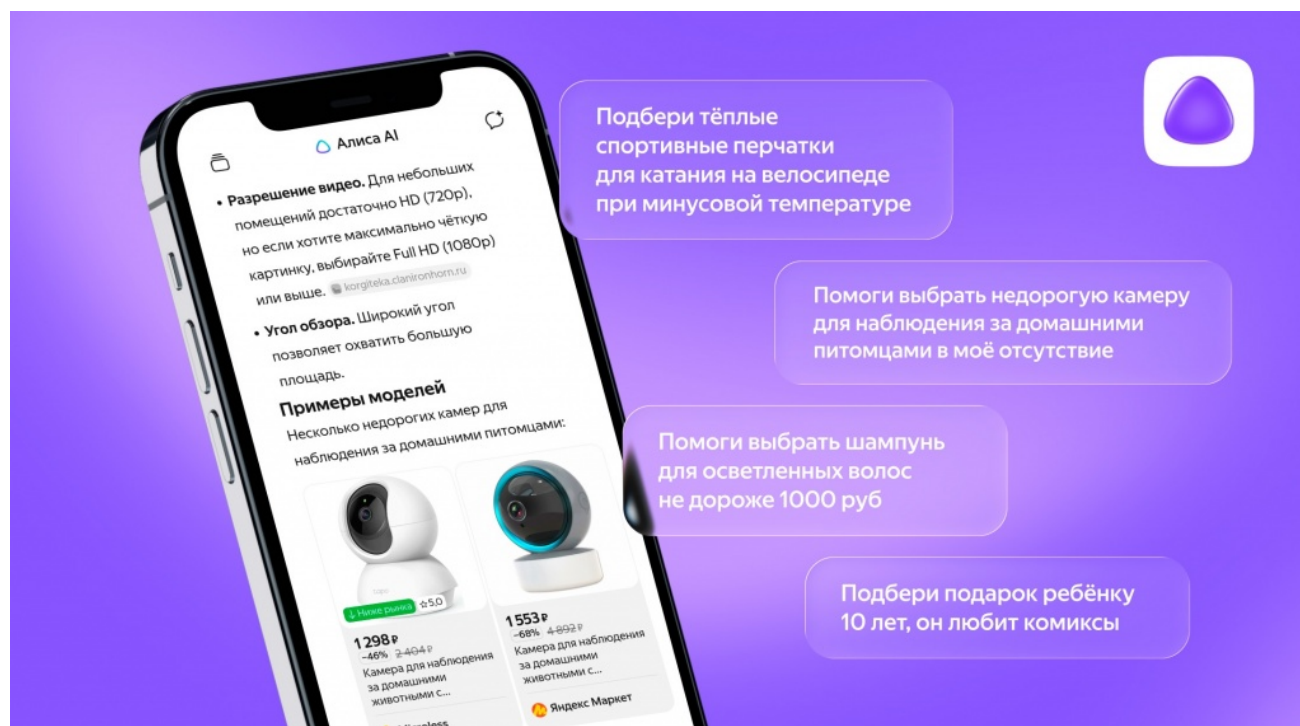 Алиса AI
• Разрешение видео. Для небольших
помещений достаточно HD (720p),
но если хотите максимально чёткую
картинку, выбирайте Full HD (1080p)
или выше. korgiteka.clanironhorn.ru
• Угол обзора. Широкий угол
позволяет охватить большую
площадь.
Примеры моделей
Несколько недорогих камер для
наблюдения за домашними питомцами:
↓ Ниже рынка ☆5,0
1 298 ₽
-46% 2 404 ₽
Камера для наблюдения
за домашними
животными с...
1 553 ₽
-68% 4 892 ₽
Камера для наблюдения
за домашними
животными с...
Яндекс Маркет
Подбери тёплые
спортивные перчатки
для катания на велосипеде
при минусовой температуре
Помоги выбрать недорогую камеру
для наблюдения за домашними
питомцами в моё отсутствие
Помоги выбрать шампунь
для осветленных волос
не дороже 1000 руб
Подбери подарок ребёнку
10 лет, он любит комиксы